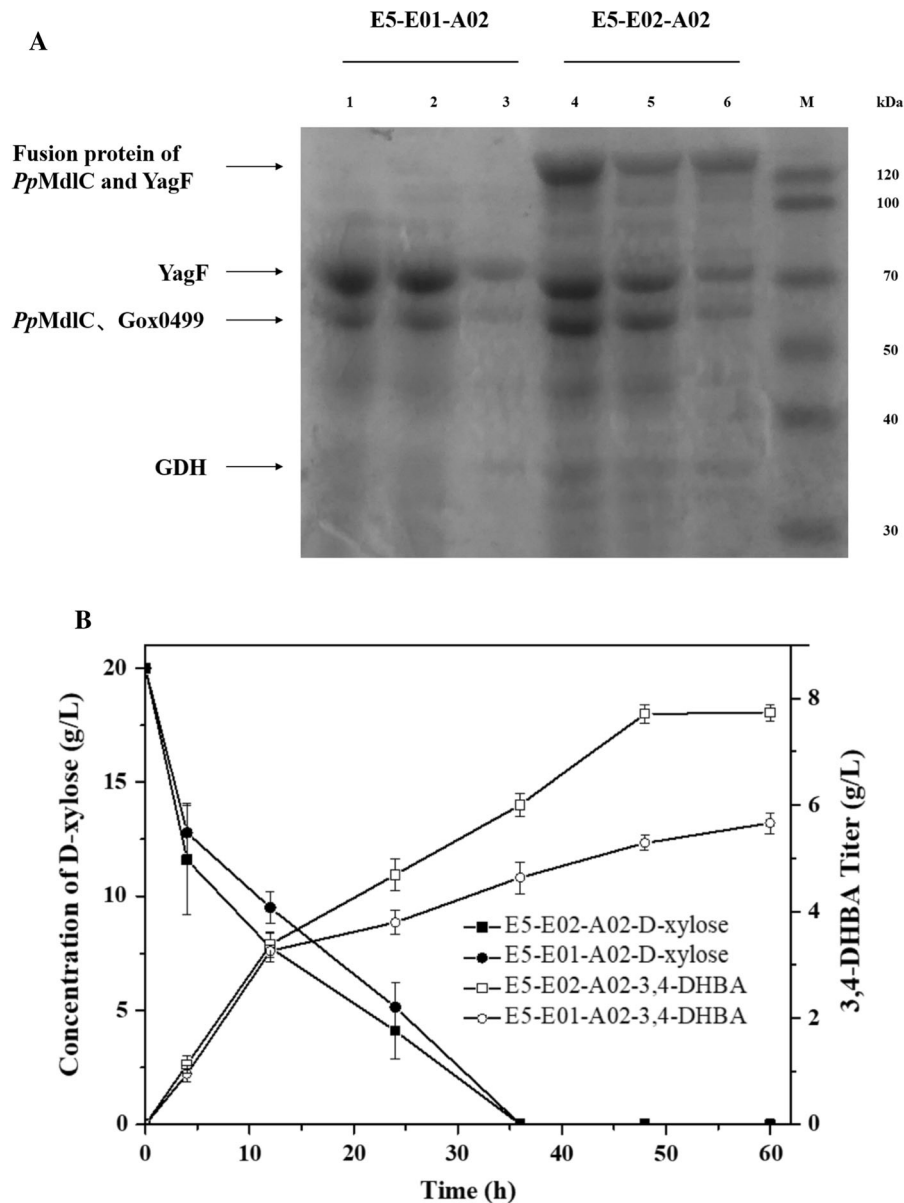 A
E5-E01-A02 E5-E02-A02
1 2 3 4 5 6 M kDa
Fusion protein of
PpMdlC and YagF
YagF
PpMdlC、Gox0499
GDH
120
100
70
50
40
30
B
Concentration of D-xylose (g/L)
20
15
10
5
0
8
6
4
2
0
3,4-DHBA Titer (g/L)
E5-E02-A02-D-xylose
E5-E01-A02-D-xylose
E5-E02-A02-3,4-DHBA
E5-E01-A02-3,4-DHBA
0 10 20 30 40 50 60
Time (h)